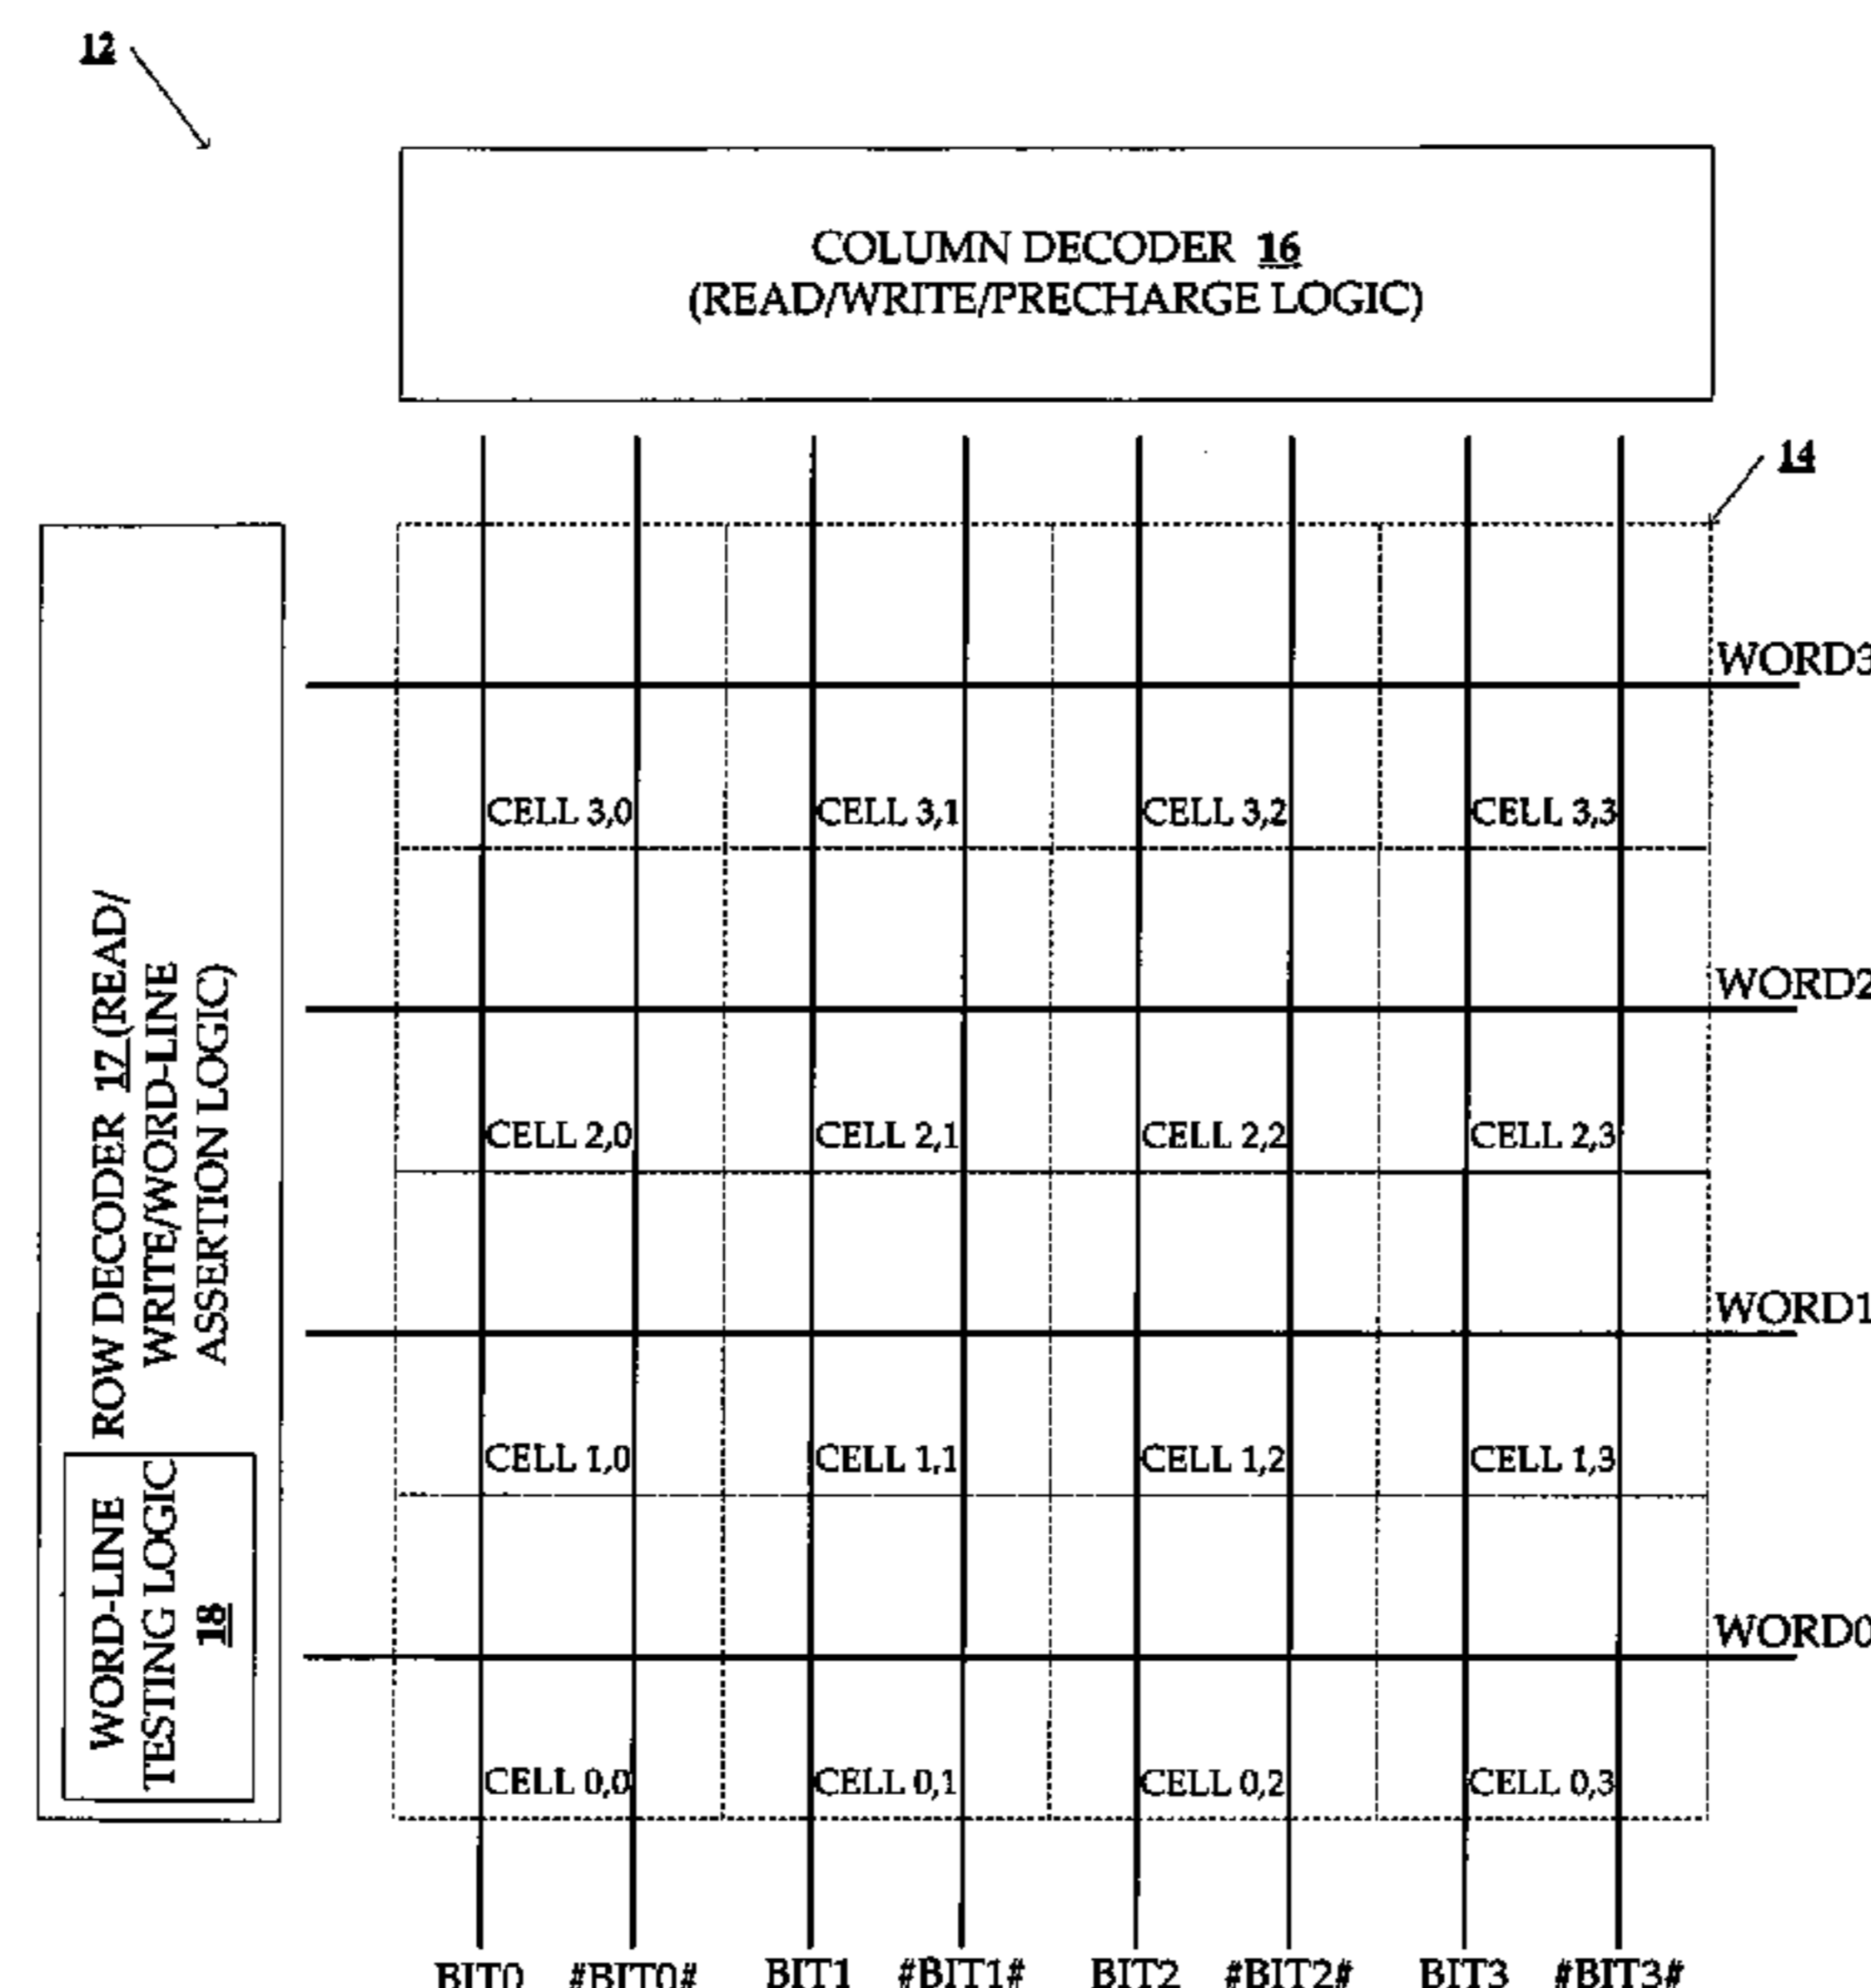 12
COLUMN DECODER 16
(READ/WRITE/PRECHARGE LOGIC)
14
WORD3
CELL 3,0 CELL 3,1 CELL 3,2 CELL 3,3
WORD2
CELL 2,0 CELL 2,1 CELL 2,2 CELL 2,3
WORD1
CELL 1,0 CELL 1,1 CELL 1,2 CELL 1,3
WORD0
CELL 0,0 CELL 0,1 CELL 0,2 CELL 0,3
ROW DECODER 17 (READ/
WRITE/WORD-LINE
ASSERTION LOGIC)
WORD-LINE
TESTING LOGIC
18
BIT0 #BIT0# BIT1 #BIT1# BIT2 #BIT2# BIT3 #BIT3#